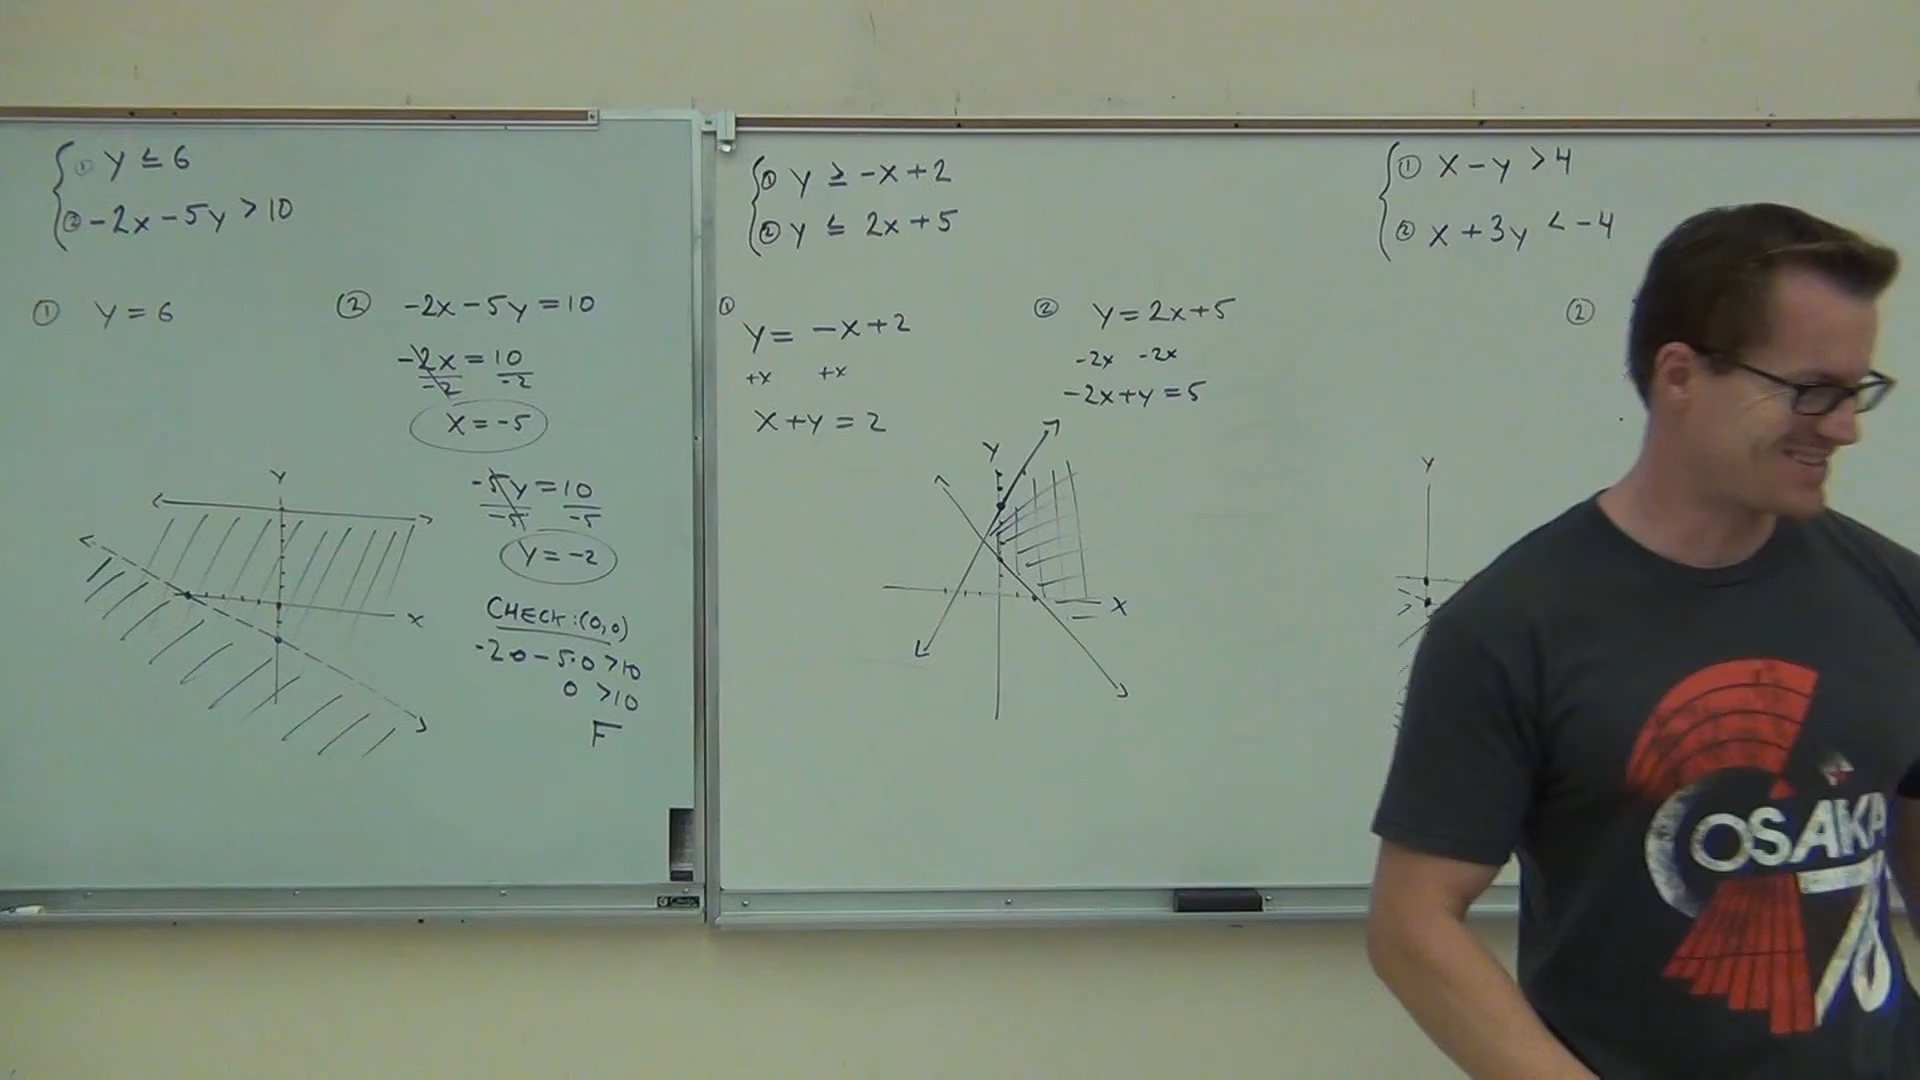 ① y ≤ 6
② -2x - 5y > 10
① y = 6
② -2x - 5y = 10
-2x = 10
-2 -2
x = -5
-5y = 10
-5 -5
y = -2
CHECK: (0,0)
-2·0 - 5·0 > 10
0 > 10
F
y
x
① y ≥ -x + 2
② y ≤ 2x + 5
①
y = -x + 2
+x +x
x + y = 2
② y = 2x + 5
-2x -2x
-2x + y = 5
y
x
① x - y > 4
② x + 3y < -4
②
y
OSAKA